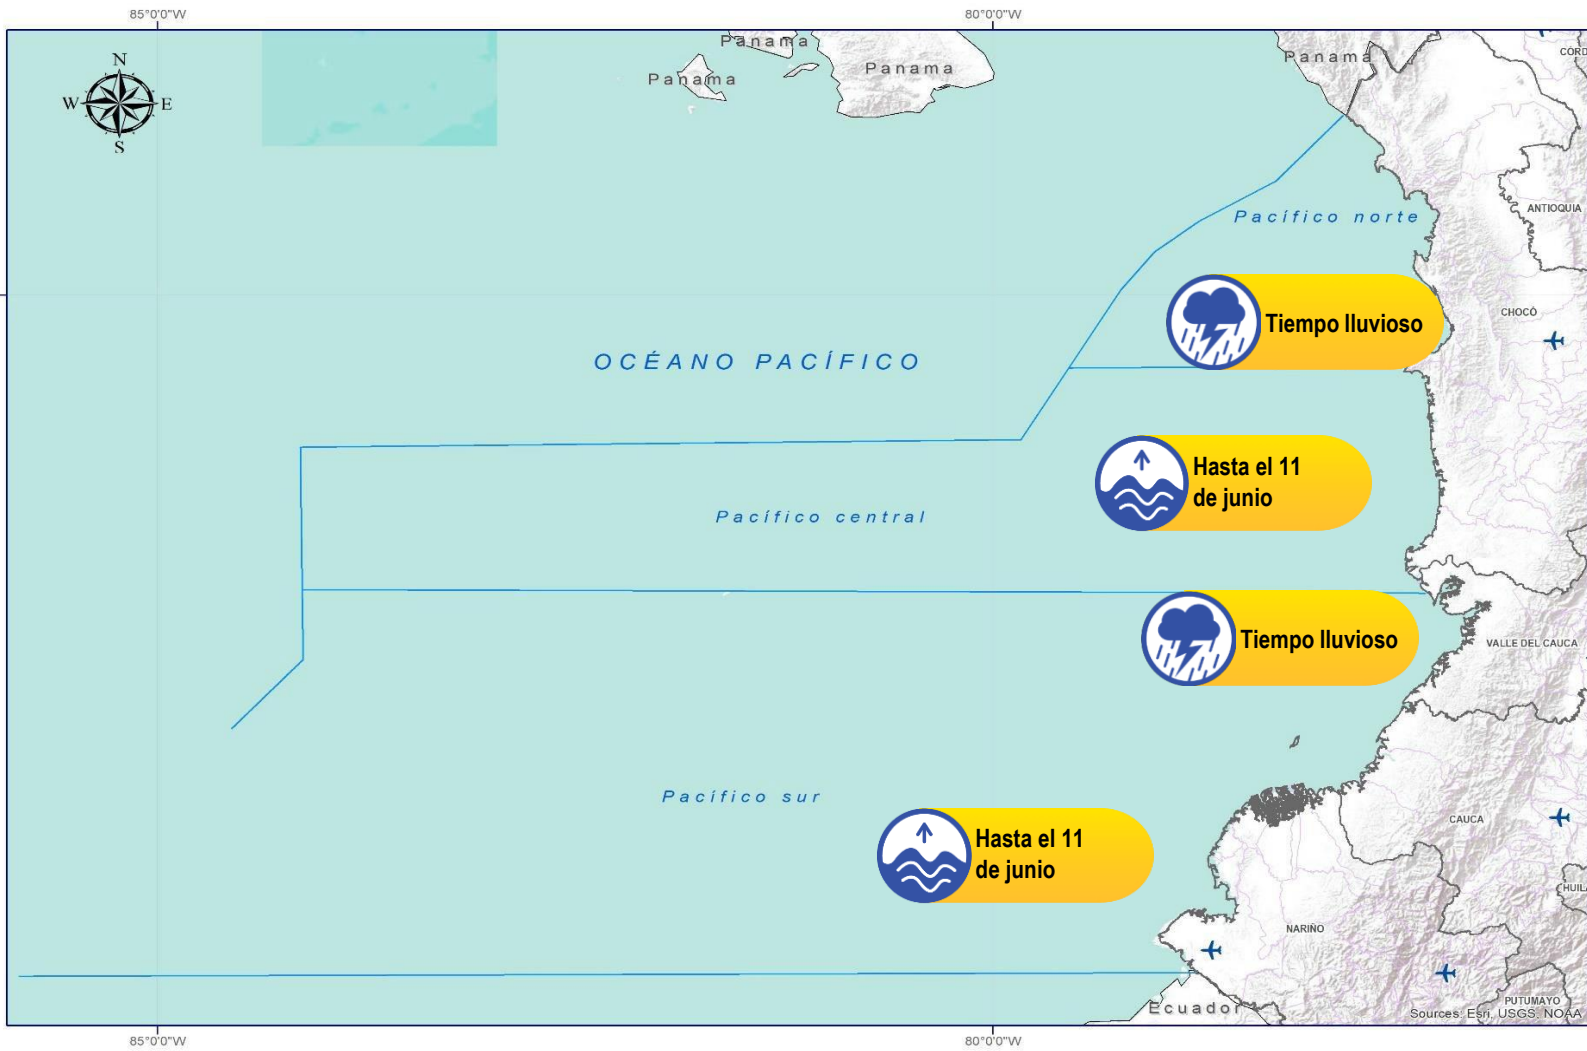 85°0'0"W
80°0'0"W
N
W
E
S
Panama
Panama
Panama
Panama
CORD
ANTIOQUIA
Pacífico norte
CHOCÓ
Tiempo lluvioso
OCÉANO PACÍFICO
Hasta el 11
de junio
Pacífico central
Tiempo lluvioso
VALLE DEL CAUCA
Pacífico sur
CAUCA
Hasta el 11
de junio
HUILA
NARIÑO
PUTUMAYO
Ecuador
Sources: Esri, USGS, NOAA
85°0'0"W
80°0'0"W